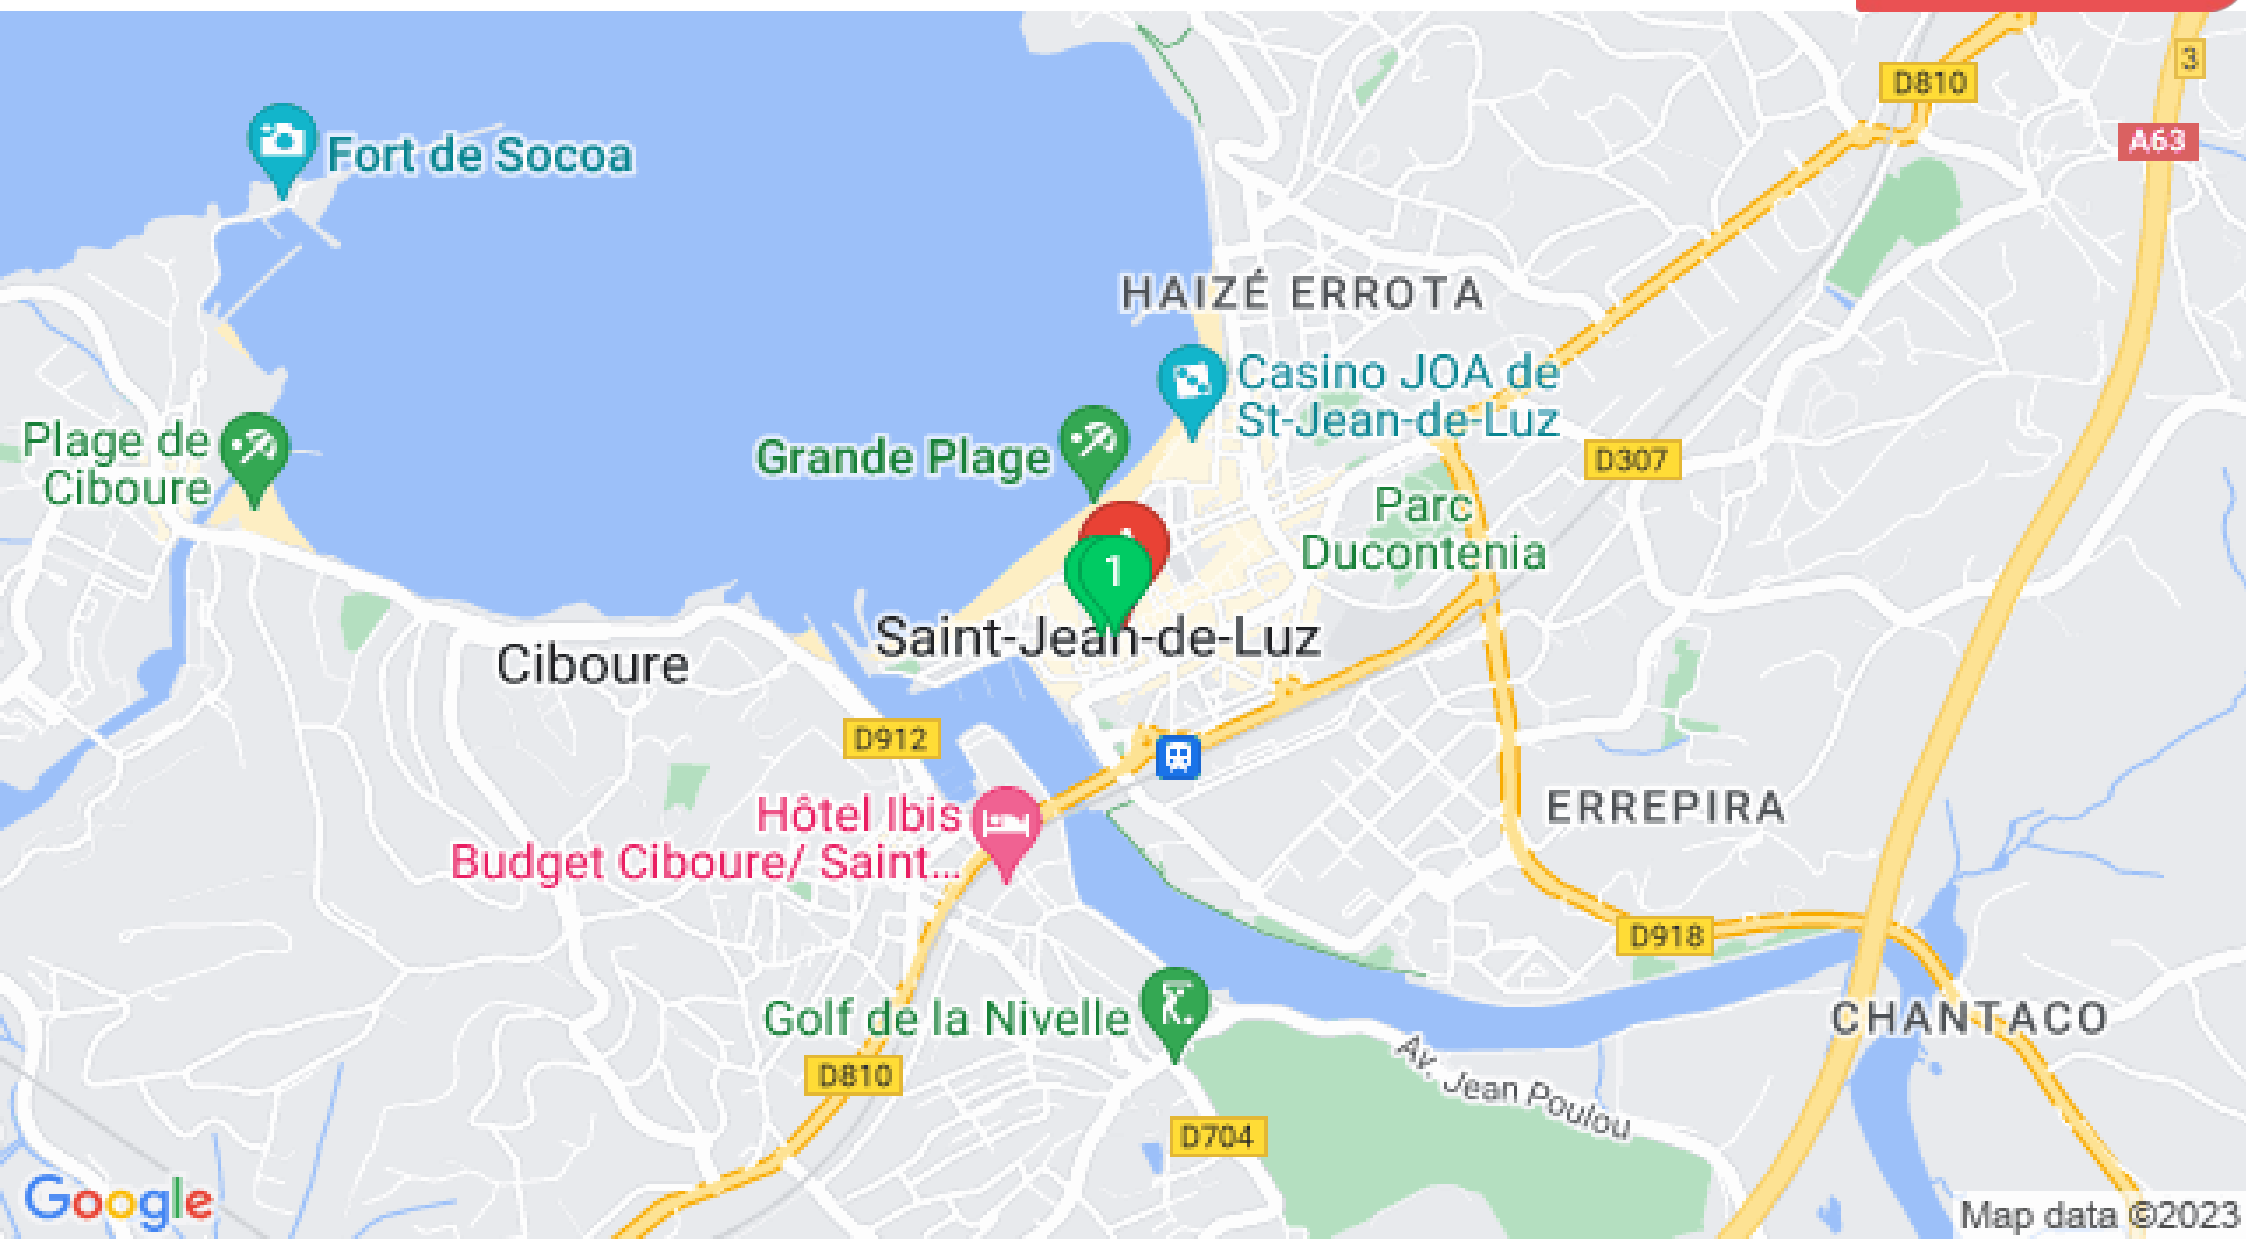 3
D810
A63
Fort de Socoa
HAIZÉ ERROTA
Casino JOA de
St-Jean-de-Luz
Plage de
Ciboure
Grande Plage
D307
Parc
Ducontenia
1
Saint-Jean-de-Luz
Ciboure
D912
Hôtel Ibis
Budget Ciboure/ Saint...
ERREPIRA
D918
Golf de la Nivelle
CHANTACO
Av. Jean Poulou
D810
D704
Google
Map data ©2023